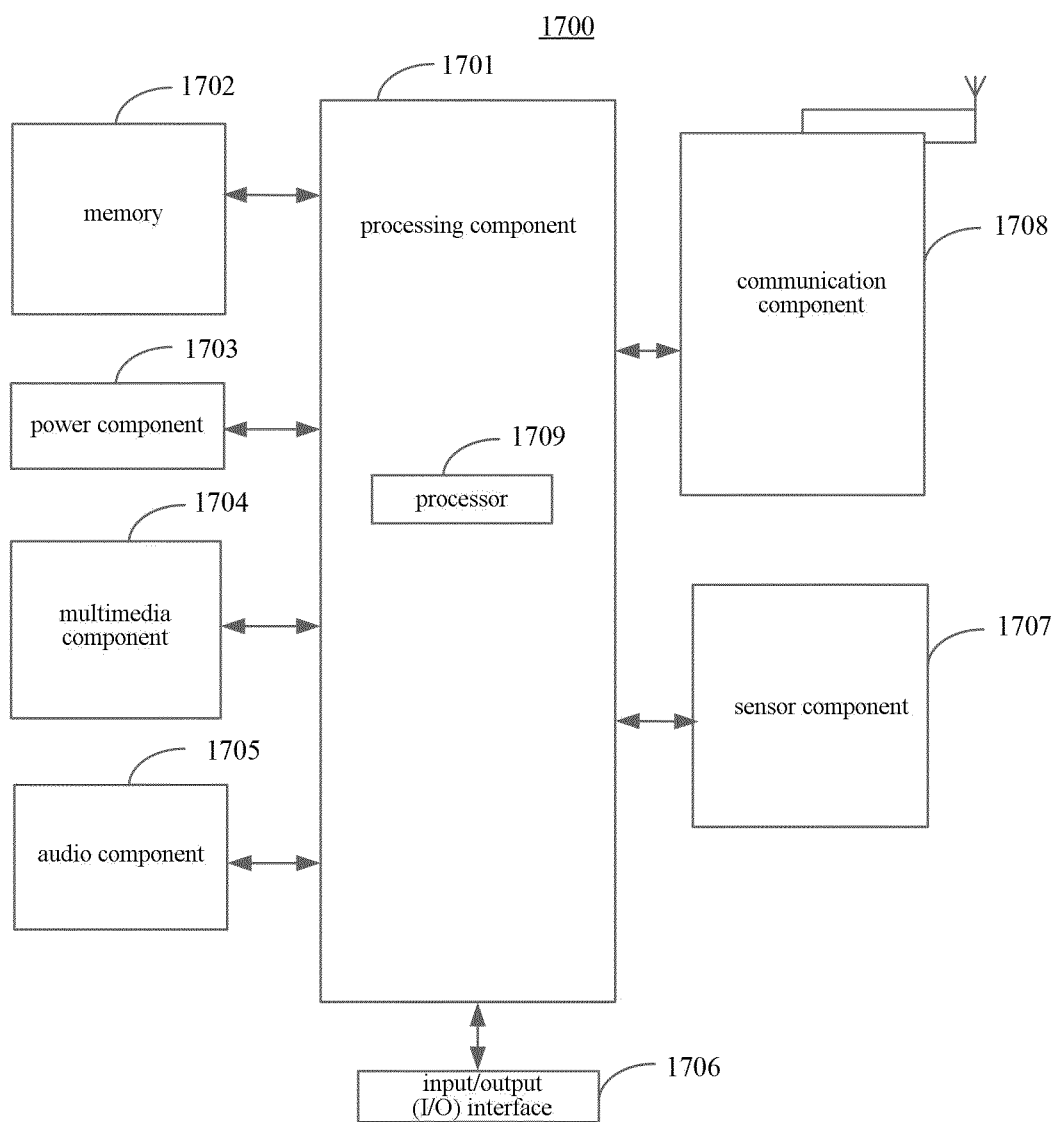 1700
1701
1702
memory
processing component
1708
communication
component
1703
power component
1709
processor
1704
multimedia
component
1707
sensor component
1705
audio component
1706
input/output
(I/O) interface